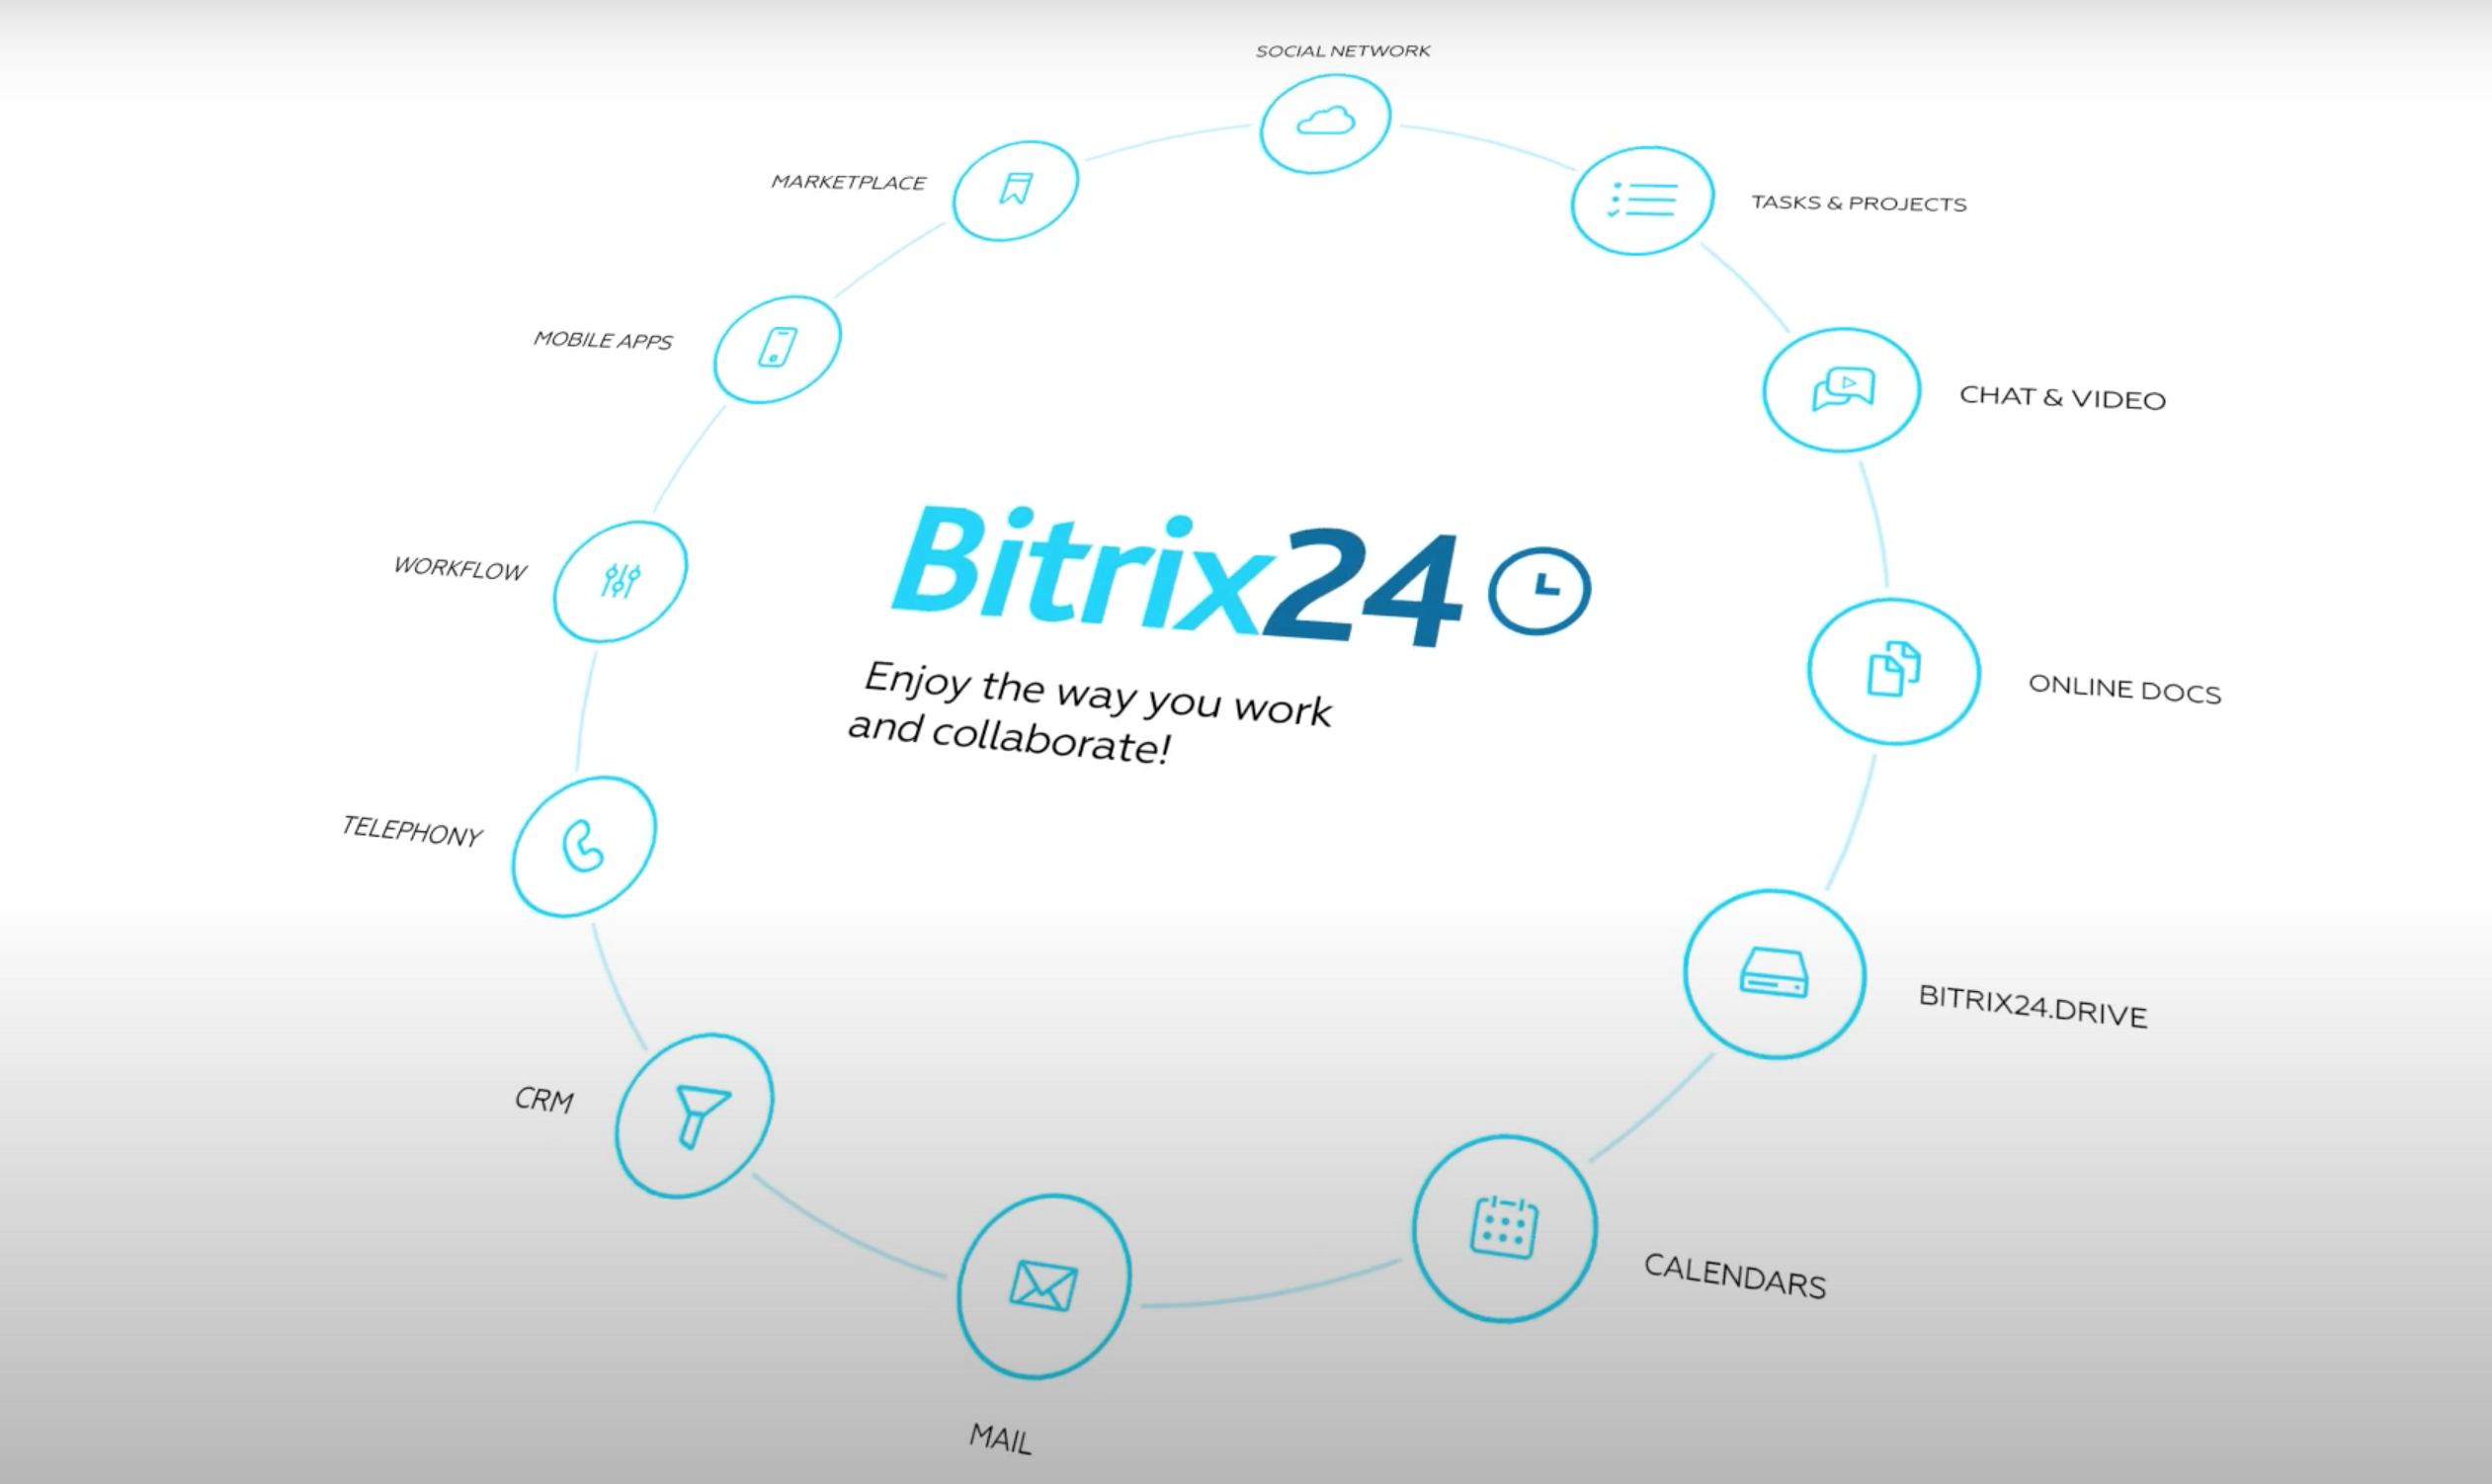 SOCIAL NETWORK
MARKETPLACE
TASKS & PROJECTS
MOBILE APPS
CHAT & VIDEO
Bitrix24
WORKFLOW
Enjoy the way you work
and collaborate!
ONLINE DOCS
TELEPHONY
BITRIX24.DRIVE
CRM
CALENDARS
MAIL